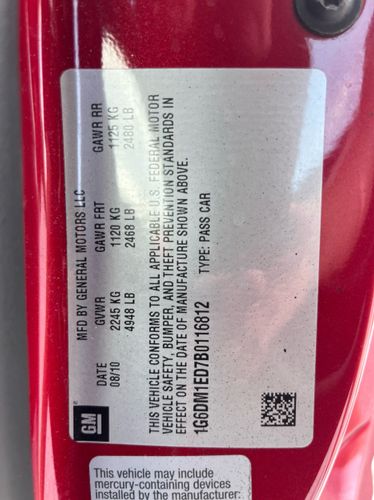 MFD BY GENERAL MOTORS LLC
DATE GVWR GAWR FRT GAWR RR
08/10 2245 KG 1120 KG 1125 KG
4948 LB 2468 LB 2480 LB
THIS VEHICLE CONFORMS TO ALL APPLICABLE U.S. FEDERAL MOTOR
VEHICLE SAFETY, BUMPER, AND THEFT PREVENTION STANDARDS IN
EFFECT ON THE DATE OF MANUFACTURE SHOWN ABOVE.
1G6DM1ED7B0116812 TYPE: PASS CAR
GM
This vehicle may include
mercury-containing devices
installed by the manufacturer: